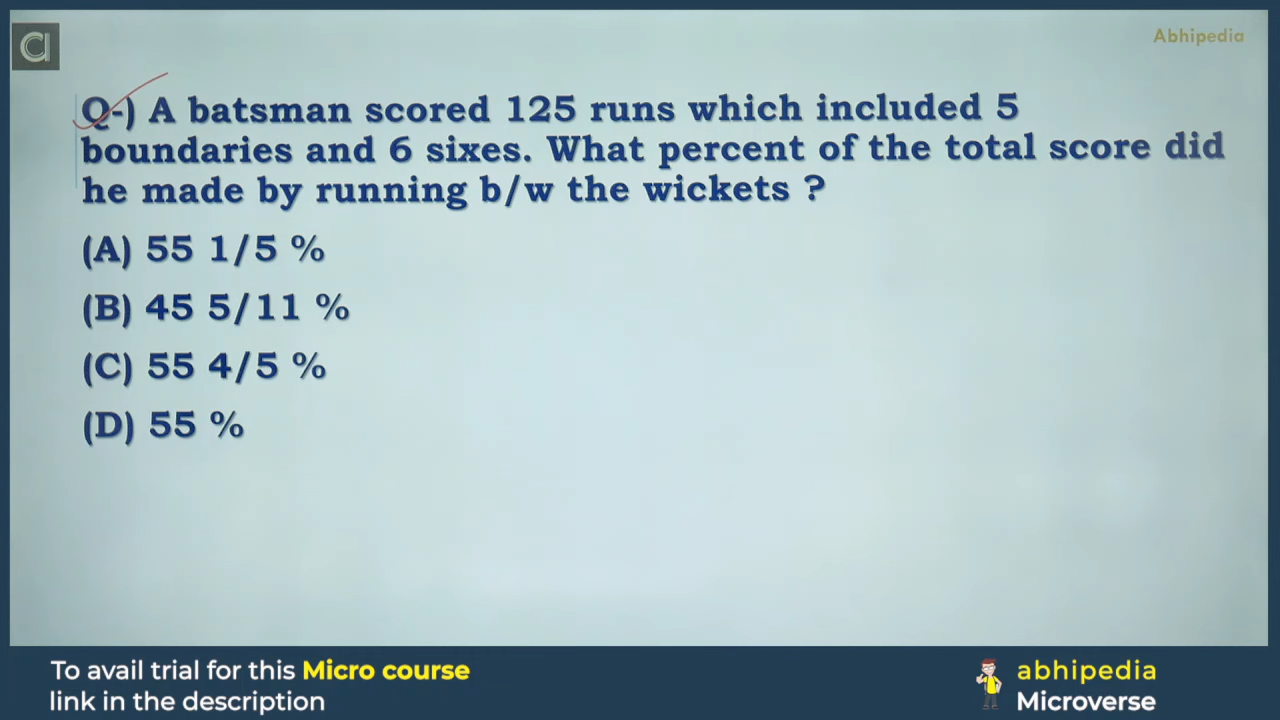 Abhipedia
Q-) A batsman scored 125 runs which included 5
boundaries and 6 sixes. What percent of the total score did
he made by running b/w the wickets ?
(A) 55 1/5 %
(B) 45 5/11 %
(C) 55 4/5 %
(D) 55 %
To avail trial for this Micro course
link in the description
abhipedia
Microverse